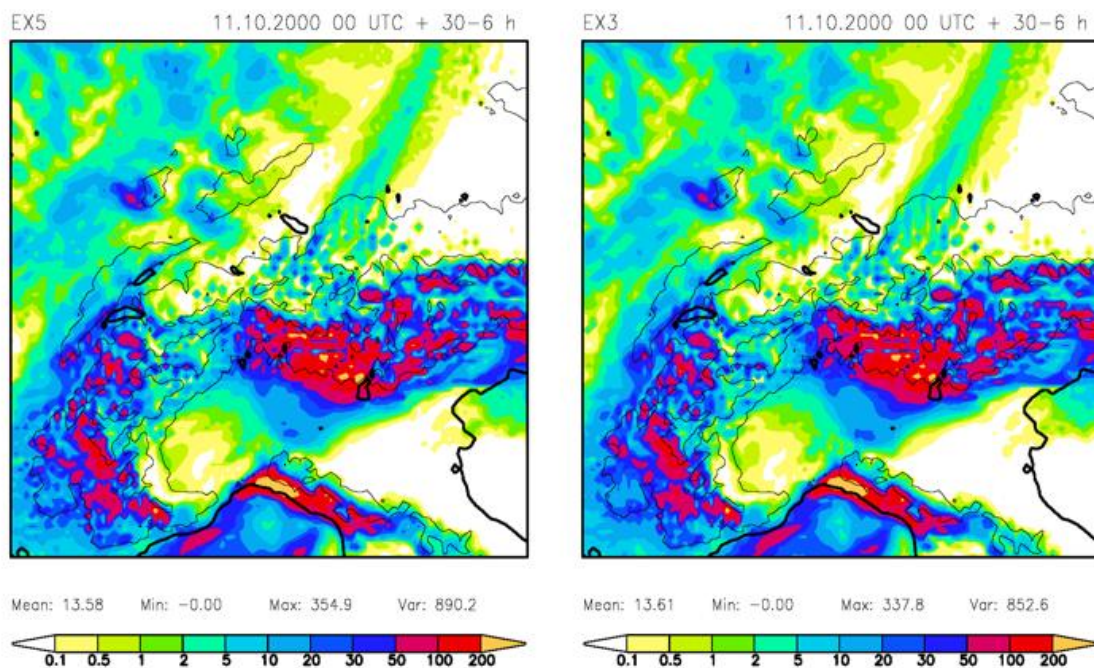 EX5 11.10.2000 00 UTC + 30-6 h
Mean: 13.58 Min: -0.00 Max: 354.9 Var: 890.2
0.1 0.5 1 2 5 10 20 30 50 100 200
EX3 11.10.2000 00 UTC + 30-6 h
Mean: 13.61 Min: -0.00 Max: 337.8 Var: 852.6
0.1 0.5 1 2 5 10 20 30 50 100 200